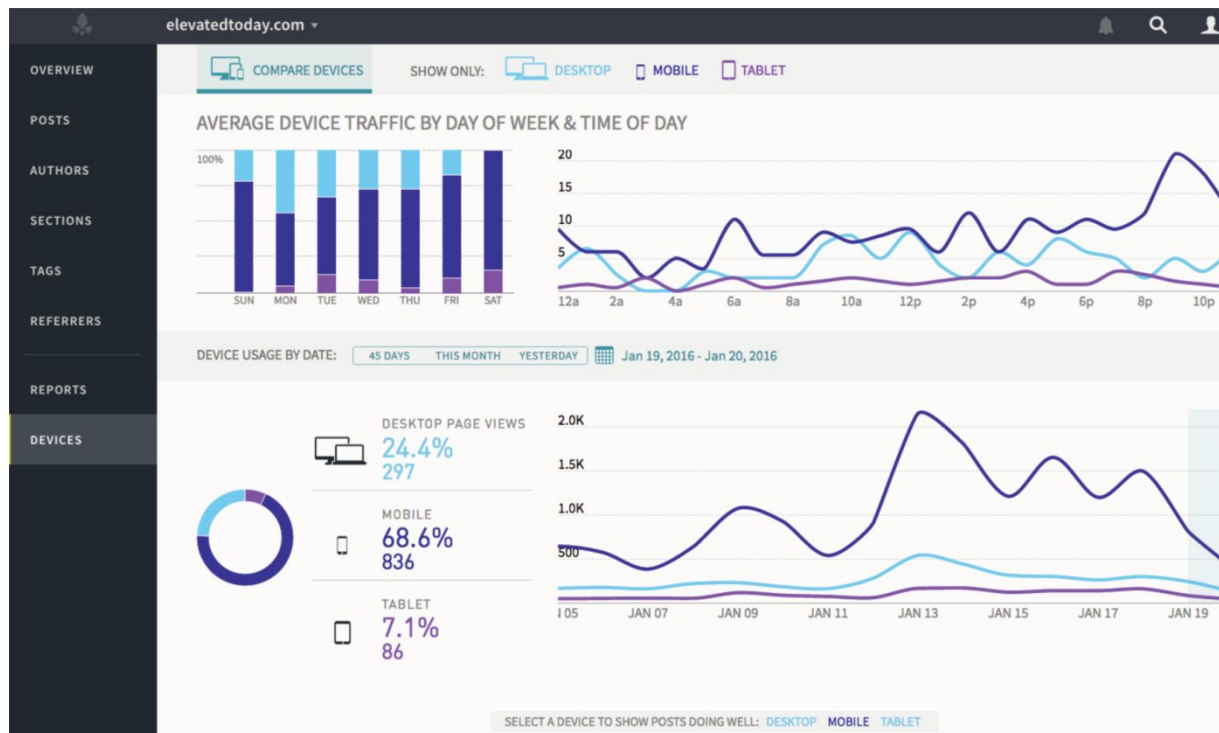 elevatedtoday.com
OVERVIEW
POSTS
AUTHORS
SECTIONS
TAGS
REFERRERS
REPORTS
DEVICES
COMPARE DEVICES SHOW ONLY: DESKTOP MOBILE TABLET
AVERAGE DEVICE TRAFFIC BY DAY OF WEEK & TIME OF DAY
100%
SUN MON TUE WED THU FRI SAT
20
15
10
5
12a 2a 4a 6a 8a 10a 12p 2p 4p 6p 8p 10p
DEVICE USAGE BY DATE: 45 DAYS THIS MONTH YESTERDAY Jan 19, 2016 - Jan 20, 2016
DESKTOP PAGE VIEWS
24.4%
297
MOBILE
68.6%
836
TABLET
7.1%
86
2.0K
1.5K
1.0K
500
05 JAN 07 JAN 09 JAN 11 JAN 13 JAN 15 JAN 17 JAN 19
SELECT A DEVICE TO SHOW POSTS DOING WELL: DESKTOP MOBILE TABLET